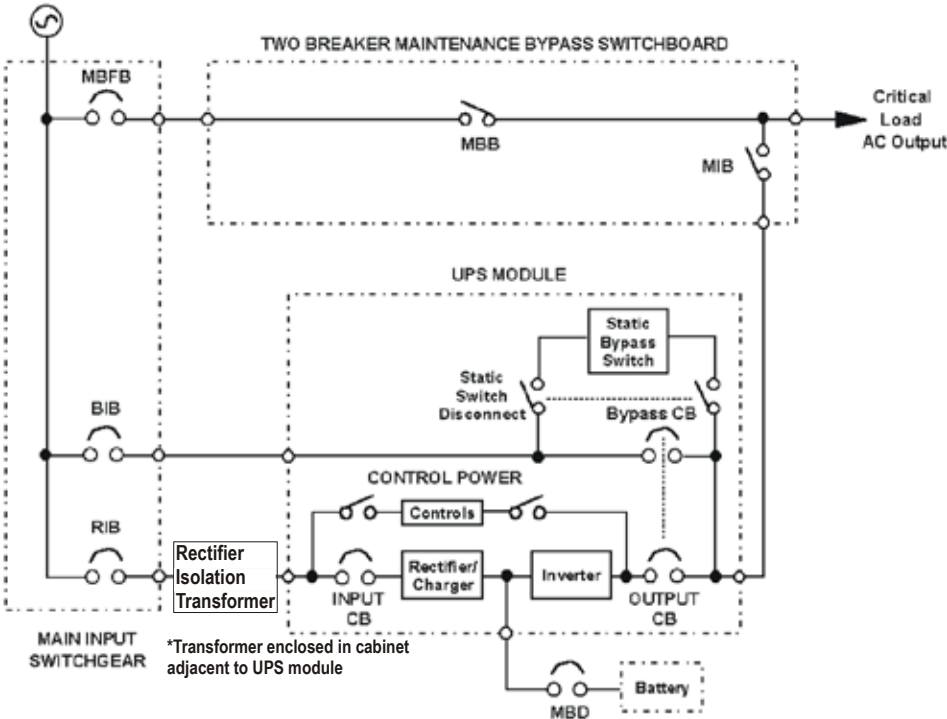 TWO BREAKER MAINTENANCE BYPASS SWITCHBOARD
MBFB
MBB
MIB
Critical
Load
AC Output
UPS MODULE
Static
Bypass
Switch
Static
Switch
Disconnect
Bypass CB
BIB
CONTROL POWER
Controls
RIB
Rectifier
Isolation
Transformer
INPUT
CB
Rectifier/
Charger
Inverter
OUTPUT
CB
MAIN INPUT
SWITCHGEAR
*Transformer enclosed in cabinet
adjacent to UPS module
MBD
Battery